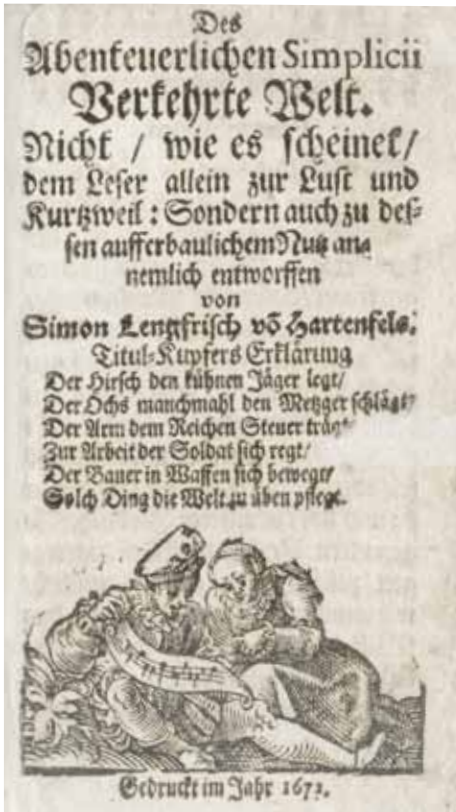 Des
Abenteuerlichen Simplicii
Verkehrte Welt.
Nicht / wie es scheinet/
dem Leser allein zur Lust und
Kurtzweil: Sondern auch zu des-
sen aufferbaulichem Nutz an-
nemlich entworffen
von
Simon Lengfrisch võ Hartenfels.
Titul-Kupfers Erklärung
Der Hirsch den kühnen Jäger legt/
Der Ochs manchmahl den Metzger schlägt/
Der Arm dem Reichen Steuer trägt/
Zur Arbeit der Soldat sich regt/
Der Bauer in Waffen sich bewegt/
Solch Ding die Welt zu üben pflegt.
Gedruckt im Jahr 1672.